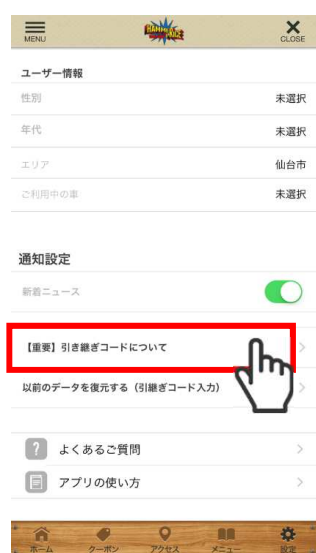 MENU
CLOSE
ユーザー情報
性別 未選択
年代 未選択
エリア 仙台市
ご利用中の車 未選択
通知設定
新着ニュース
【重要】引き継ぎコードについて
以前のデータを復元する（引継ぎコード入力）
? よくあるご質問
アプリの使い方
ホーム クーポン アクセス メニュー 設定